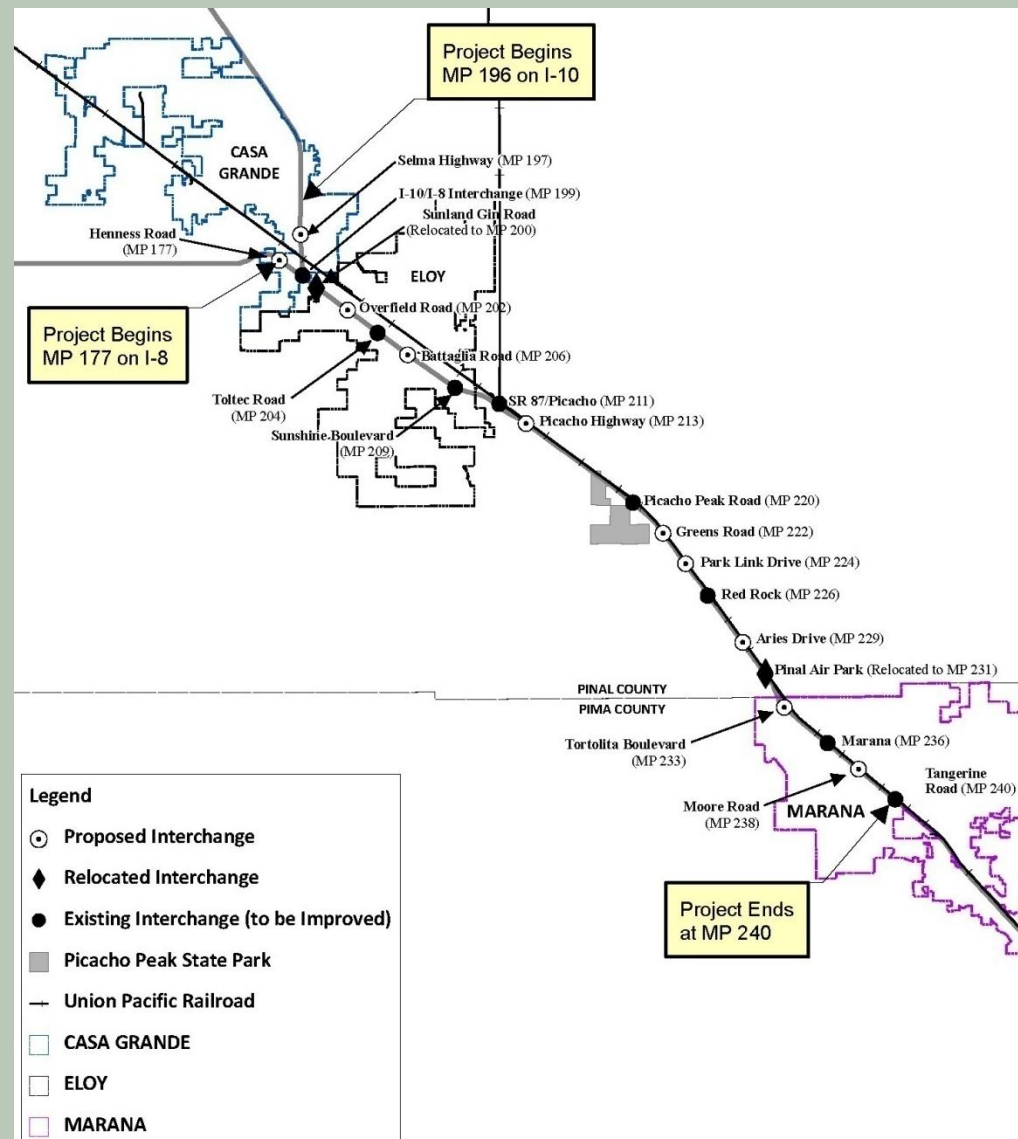 Project Begins
MP 196 on I-10
CASA
GRANDE
Selma Highway (MP 197)
I-10/I-8 Interchange (MP 199)
Sunland Gin Road
(Relocated to MP 200)
Henness Road
(MP 177)
ELOY
Project Begins
MP 177 on I-8
Overfield Road (MP 202)
Battaglia Road (MP 206)
Toltec Road
(MP 204)
SR 87/Picacho (MP 211)
Picacho Highway (MP 213)
Sunshine Boulevard
(MP 209)
Picacho Peak Road (MP 220)
Greens Road (MP 222)
Park Link Drive (MP 224)
Red Rock (MP 226)
Aries Drive (MP 229)
Pinal Air Park (Relocated to MP 231)
PINAL COUNTY
PIMA COUNTY
Tortolita Boulevard
(MP 233)
Marana (MP 236)
Tangerine
Road (MP 240)
Moore Road
(MP 238)
MARANA
Project Ends
at MP 240
Legend
Proposed Interchange
Relocated Interchange
Existing Interchange (to be Improved)
Picacho Peak State Park
Union Pacific Railroad
CASA GRANDE
ELOY
MARANA